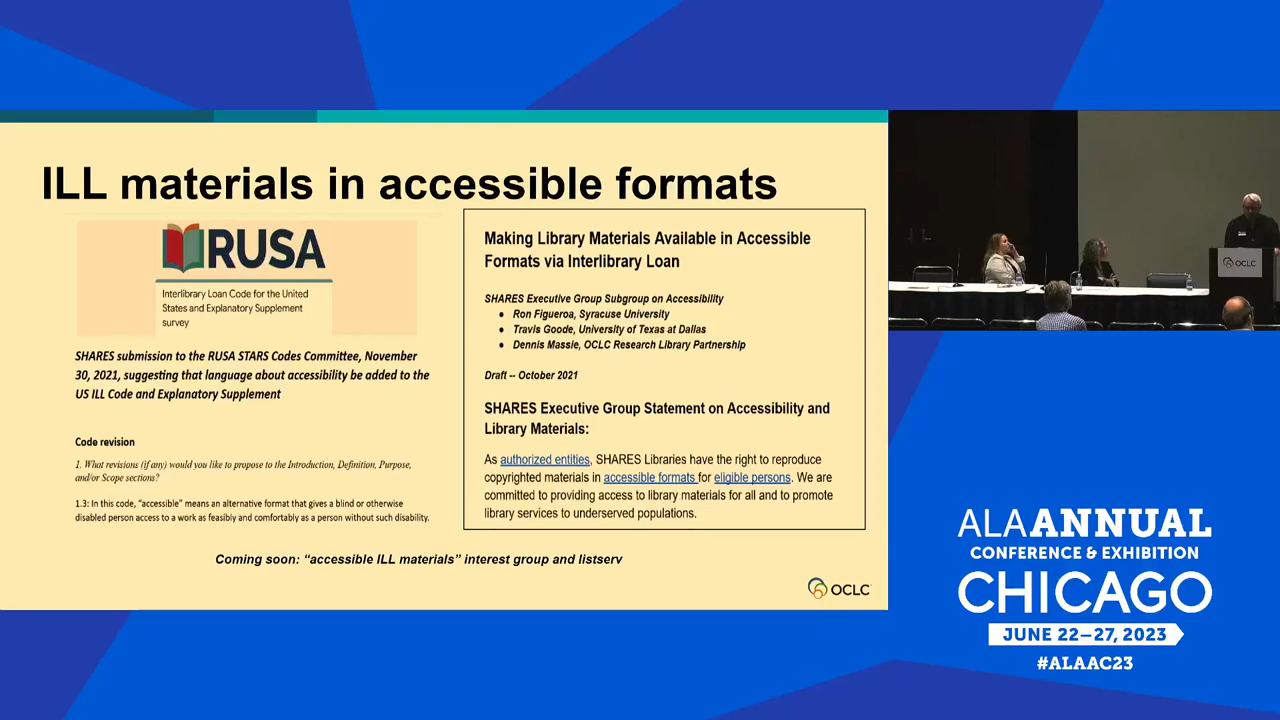 ILL materials in accessible formats
RUSA
Interlibrary Loan Code for the United
States and Explanatory Supplement
survey
SHARES submission to the RUSA STARS Codes Committee, November
30, 2021, suggesting that language about accessibility be added to the
US ILL Code and Explanatory Supplement
Code revision
1. What revisions (if any) would you like to propose to the Introduction, Definition, Purpose,
and/or Scope sections?
1.3: In this code, “accessible” means an alternative format that gives a blind or otherwise
disabled person access to a work as feasibly and comfortably as a person without such disability.
Making Library Materials Available in Accessible
Formats via Interlibrary Loan
SHARES Executive Group Subgroup on Accessibility
• Ron Figueroa, Syracuse University
• Travis Goode, University of Texas at Dallas
• Dennis Massie, OCLC Research Library Partnership
Draft -- October 2021
SHARES Executive Group Statement on Accessibility and
Library Materials:
As authorized entities, SHARES Libraries have the right to reproduce
copyrighted materials in accessible formats for eligible persons. We are
committed to providing access to library materials for all and to promote
library services to underserved populations.
Coming soon: “accessible ILL materials” interest group and listserv
OCLC
OCLC
ALA ANNUAL
CONFERENCE & EXHIBITION
CHICAGO
JUNE 22–27, 2023
#ALAAC23